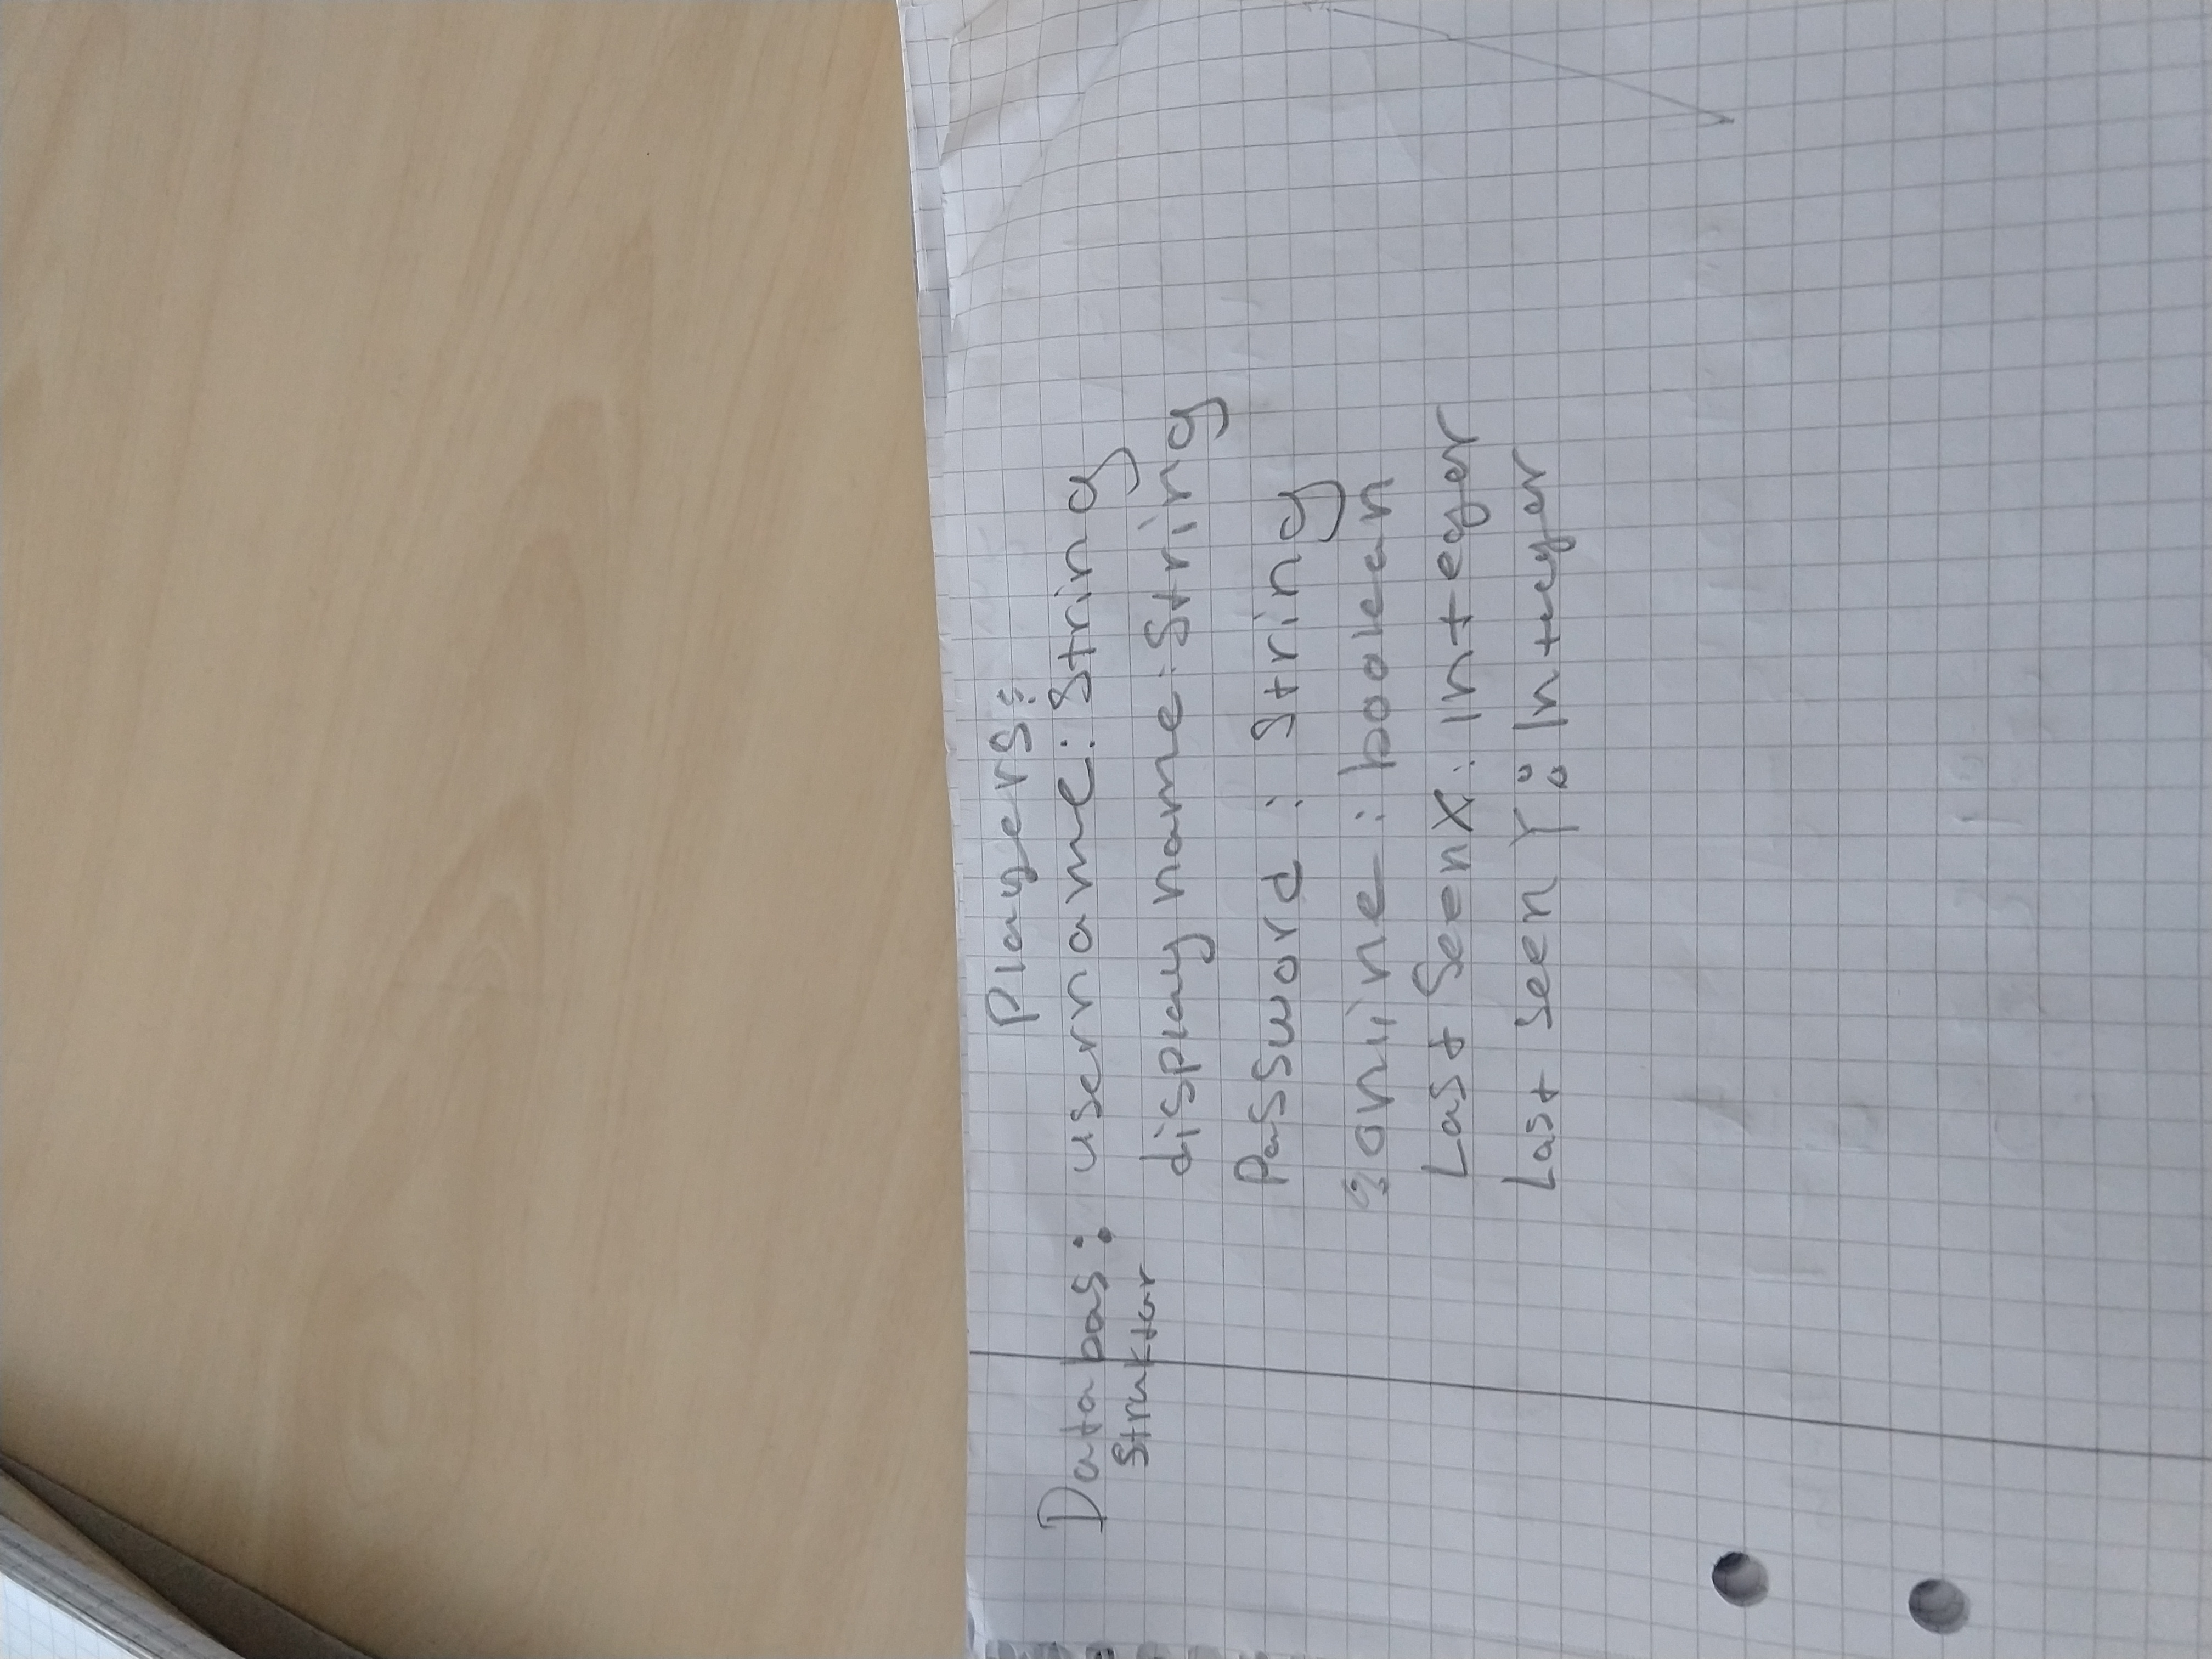 Players:
Databas: username: String
Struktur
display name: String
Password: String
online: boolean
Last SeenX: Integer
Last Seen Y: Integer